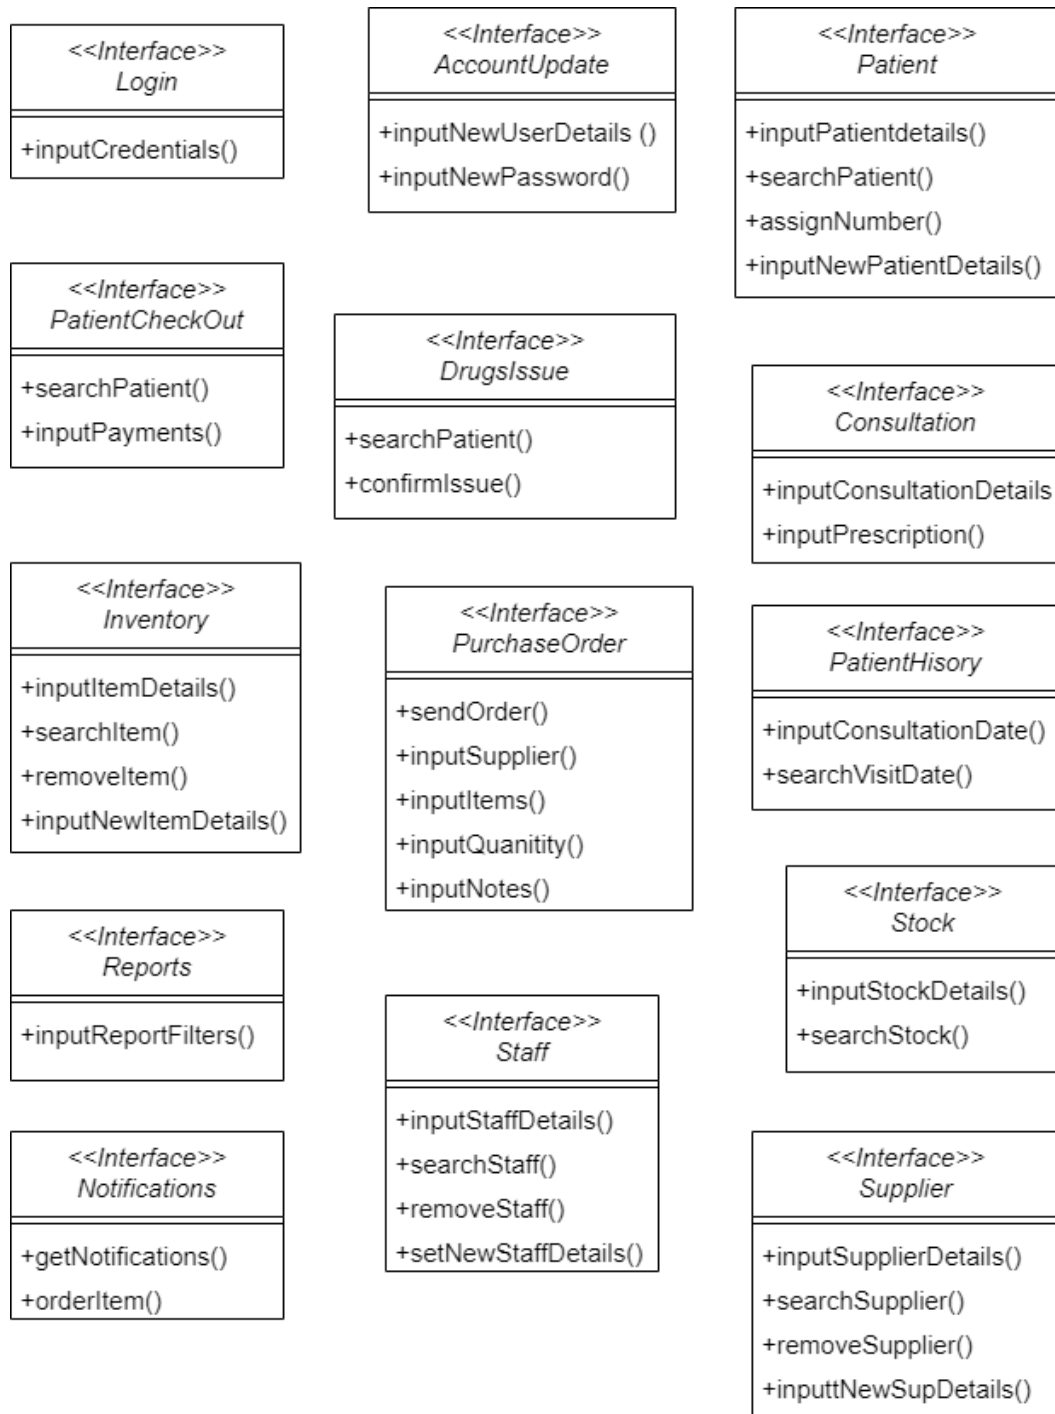 <<Interface>>
Login
+inputCredentials()
<<Interface>>
AccountUpdate
+inputNewUserDetails ()
+inputNewPassword()
<<Interface>>
Patient
+inputPatientdetails()
+searchPatient()
+assignNumber()
+inputNewPatientDetails()
<<Interface>>
PatientCheckOut
+searchPatient()
+inputPayments()
<<Interface>>
DrugsIssue
+searchPatient()
+confirmIssue()
<<Interface>>
Consultation
+inputConsultationDetails
+inputPrescription()
<<Interface>>
Inventory
+inputItemDetails()
+searchItem()
+removeItem()
+inputNewItemDetails()
<<Interface>>
PurchaseOrder
+sendOrder()
+inputSupplier()
+inputItems()
+inputQuanitity()
+inputNotes()
<<Interface>>
PatientHisory
+inputConsultationDate()
+searchVisitDate()
<<Interface>>
Stock
+inputStockDetails()
+searchStock()
<<Interface>>
Reports
+inputReportFilters()
<<Interface>>
Staff
+inputStaffDetails()
+searchStaff()
+removeStaff()
+setNewStaffDetails()
<<Interface>>
Notifications
+getNotifications()
+orderItem()
<<Interface>>
Supplier
+inputSupplierDetails()
+searchSupplier()
+removeSupplier()
+inputtNewSupDetails()